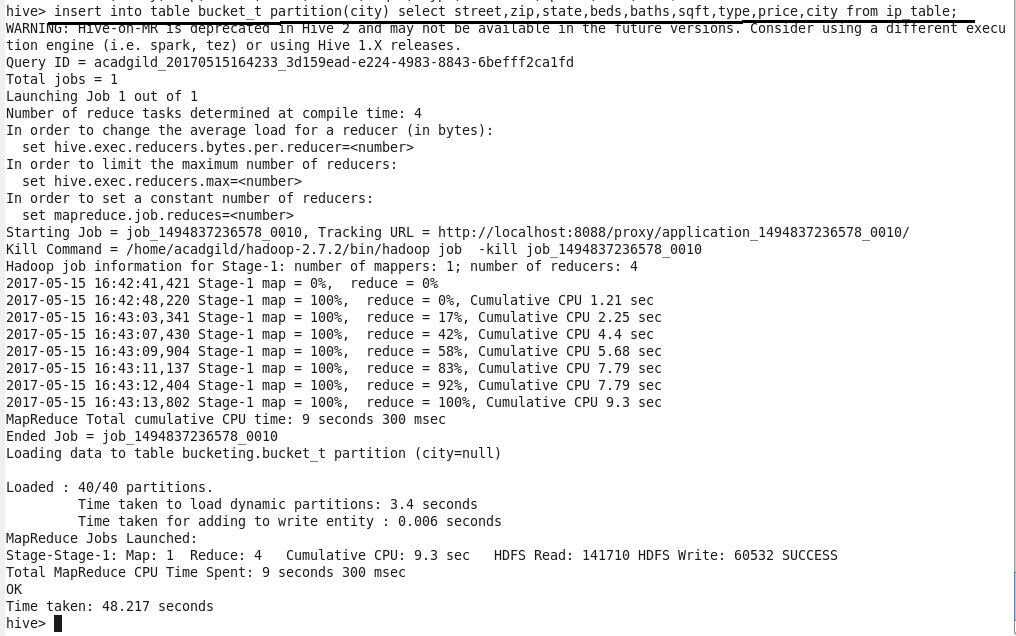 hive> insert into table bucket_t partition(city) select street,zip,state,beds,baths,sqft,type,price,city from ip_table;
WARNING: Hive-on-MR is deprecated in Hive 2 and may not be available in the future versions. Consider using a different execu
tion engine (i.e. spark, tez) or using Hive 1.X releases.
Query ID = acadgild_20170515164233_3d159ead-e224-4983-8843-6befff2ca1fd
Total jobs = 1
Launching Job 1 out of 1
Number of reduce tasks determined at compile time: 4
In order to change the average load for a reducer (in bytes):
  set hive.exec.reducers.bytes.per.reducer=<number>
In order to limit the maximum number of reducers:
  set hive.exec.reducers.max=<number>
In order to set a constant number of reducers:
  set mapreduce.job.reduces=<number>
Starting Job = job_1494837236578_0010, Tracking URL = http://localhost:8088/proxy/application_1494837236578_0010/
Kill Command = /home/acadgild/hadoop-2.7.2/bin/hadoop job  -kill job_1494837236578_0010
Hadoop job information for Stage-1: number of mappers: 1; number of reducers: 4
2017-05-15 16:42:41,421 Stage-1 map = 0%,  reduce = 0%
2017-05-15 16:42:48,220 Stage-1 map = 100%,  reduce = 0%, Cumulative CPU 1.21 sec
2017-05-15 16:43:03,341 Stage-1 map = 100%,  reduce = 17%, Cumulative CPU 2.25 sec
2017-05-15 16:43:07,430 Stage-1 map = 100%,  reduce = 42%, Cumulative CPU 4.4 sec
2017-05-15 16:43:09,904 Stage-1 map = 100%,  reduce = 58%, Cumulative CPU 5.68 sec
2017-05-15 16:43:11,137 Stage-1 map = 100%,  reduce = 83%, Cumulative CPU 7.79 sec
2017-05-15 16:43:12,404 Stage-1 map = 100%,  reduce = 92%, Cumulative CPU 7.79 sec
2017-05-15 16:43:13,802 Stage-1 map = 100%,  reduce = 100%, Cumulative CPU 9.3 sec
MapReduce Total cumulative CPU time: 9 seconds 300 msec
Ended Job = job_1494837236578_0010
Loading data to table bucketing.bucket_t partition (city=null)

Loaded : 40/40 partitions.
         Time taken to load dynamic partitions: 3.4 seconds
         Time taken for adding to write entity : 0.006 seconds
MapReduce Jobs Launched:
Stage-Stage-1: Map: 1  Reduce: 4   Cumulative CPU: 9.3 sec   HDFS Read: 141710 HDFS Write: 60532 SUCCESS
Total MapReduce CPU Time Spent: 9 seconds 300 msec
OK
Time taken: 48.217 seconds
hive>